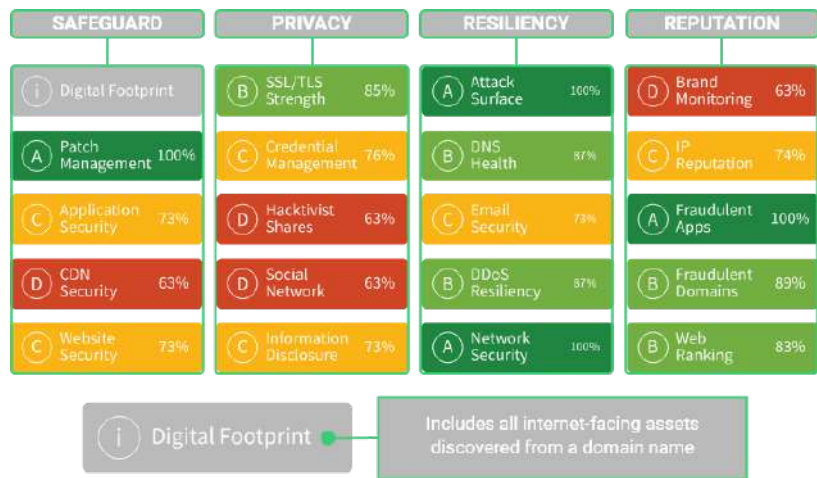 SAFEGUARD
i Digital Footprint
A Patch Management 100%
C Application Security 73%
D CDN Security 63%
C Website Security 73%
PRIVACY
B SSL/TLS Strength 85%
C Credential Management 76%
D Hacktivist Shares 63%
D Social Network 63%
C Information Disclosure 73%
RESILIENCY
A Attack Surface 100%
B DNS Health 87%
C Email Security 73%
B DDoS Resiliency 87%
A Network Security 100%
REPUTATION
D Brand Monitoring 63%
C IP Reputation 74%
A Fraudulent Apps 100%
B Fraudulent Domains 89%
B Web Ranking 83%
i Digital Footprint
Includes all internet-facing assets
discovered from a domain name